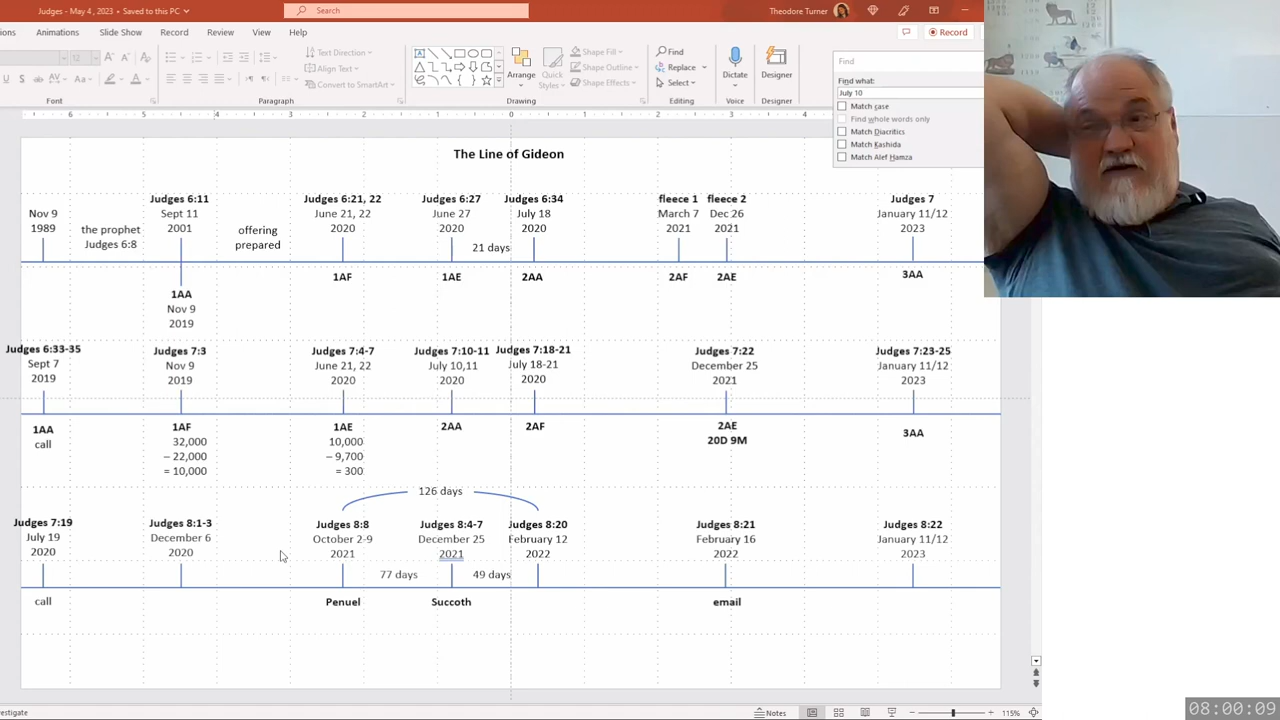 Judges - May 4 , 2023 • Saved to this PC
Search
Theodore Turner
Animations Slide Show Record Review View Help
Record
12
Text Direction
Align Text
Convert to SmartArt
Arrange
Quick Styles
Shape Fill
Shape Outline
Shape Effects
Find
Replace
Select
Dictate
Designer
Font Paragraph Drawing Editing Voice Designer
Find
Find what:
July 10
Match case
Find whole words only
Match Diacritics
Match Kashida
Match Alef Hamza
6 5 4 3 2 1 0 1 2 3 4
The Line of Gideon
Judges 6:11 Judges 6:21, 22 Judges 6:27 Judges 6:34 fleece 1 fleece 2 Judges 7
Nov 9 Sept 11 June 21, 22 June 27 July 18 March 7 Dec 26 January 11/12
1989 2001 2020 2020 2020 2021 2021 2023
the prophet
Judges 6:8
offering
prepared
21 days
1AF 1AE 2AA 2AF 2AE 3AA
1AA
Nov 9
2019
Judges 6:33-35 Judges 7:3 Judges 7:4-7 Judges 7:10-11 Judges 7:18-21 Judges 7:22 Judges 7:23-25
Sept 7 Nov 9 June 21, 22 July 10,11 July 18-21 December 25 January 11/12
2019 2019 2020 2020 2020 2021 2023
1AA 1AF 1AE 2AA 2AF 2AE 3AA
call 32,000 10,000 20D 9M
– 22,000 – 9,700
= 10,000 = 300
126 days
Judges 7:19 Judges 8:1-3 Judges 8:8 Judges 8:4-7 Judges 8:20 Judges 8:21 Judges 8:22
July 19 December 6 October 2-9 December 25 February 12 February 16 January 11/12
2020 2020 2021 2021 2022 2022 2023
77 days 49 days
call Penuel Succoth email
Notes
115%
08:00:09